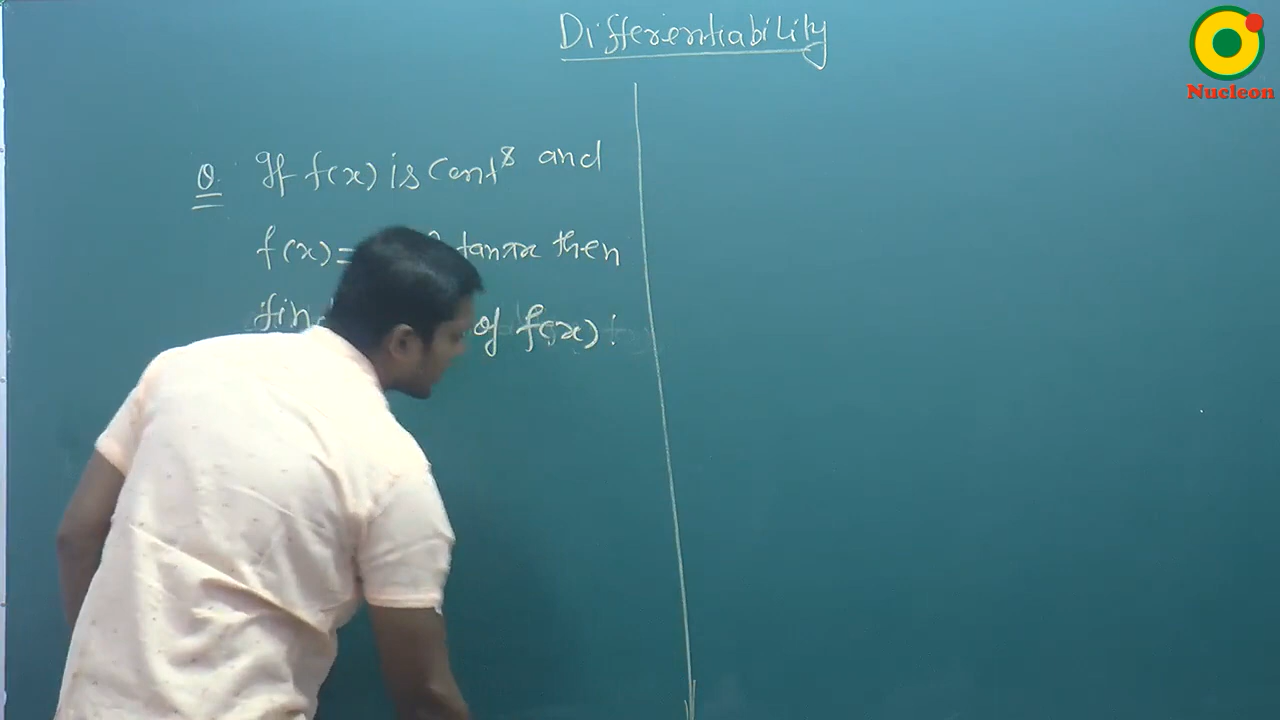 Differentiability
Nucleon
Q. If f(x) is Cont^s and
f(x)= tanπx then
find of f(x) :